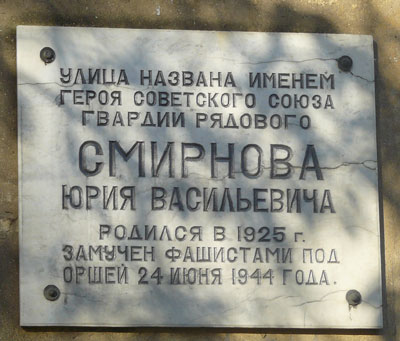 УЛИЦА НАЗВАНА ИМЕНЕМ
ГЕРОЯ СОВЕТСКОГО СОЮЗА
ГВАРДИИ РЯДОВОГО
СМИРНОВА
ЮРИЯ ВАСИЛЬЕВИЧА
РОДИЛСЯ В 1925 г.
ЗАМУЧЕН ФАШИСТАМИ ПОД
ОРШЕЙ 24 ИЮНЯ 1944 ГОДА.